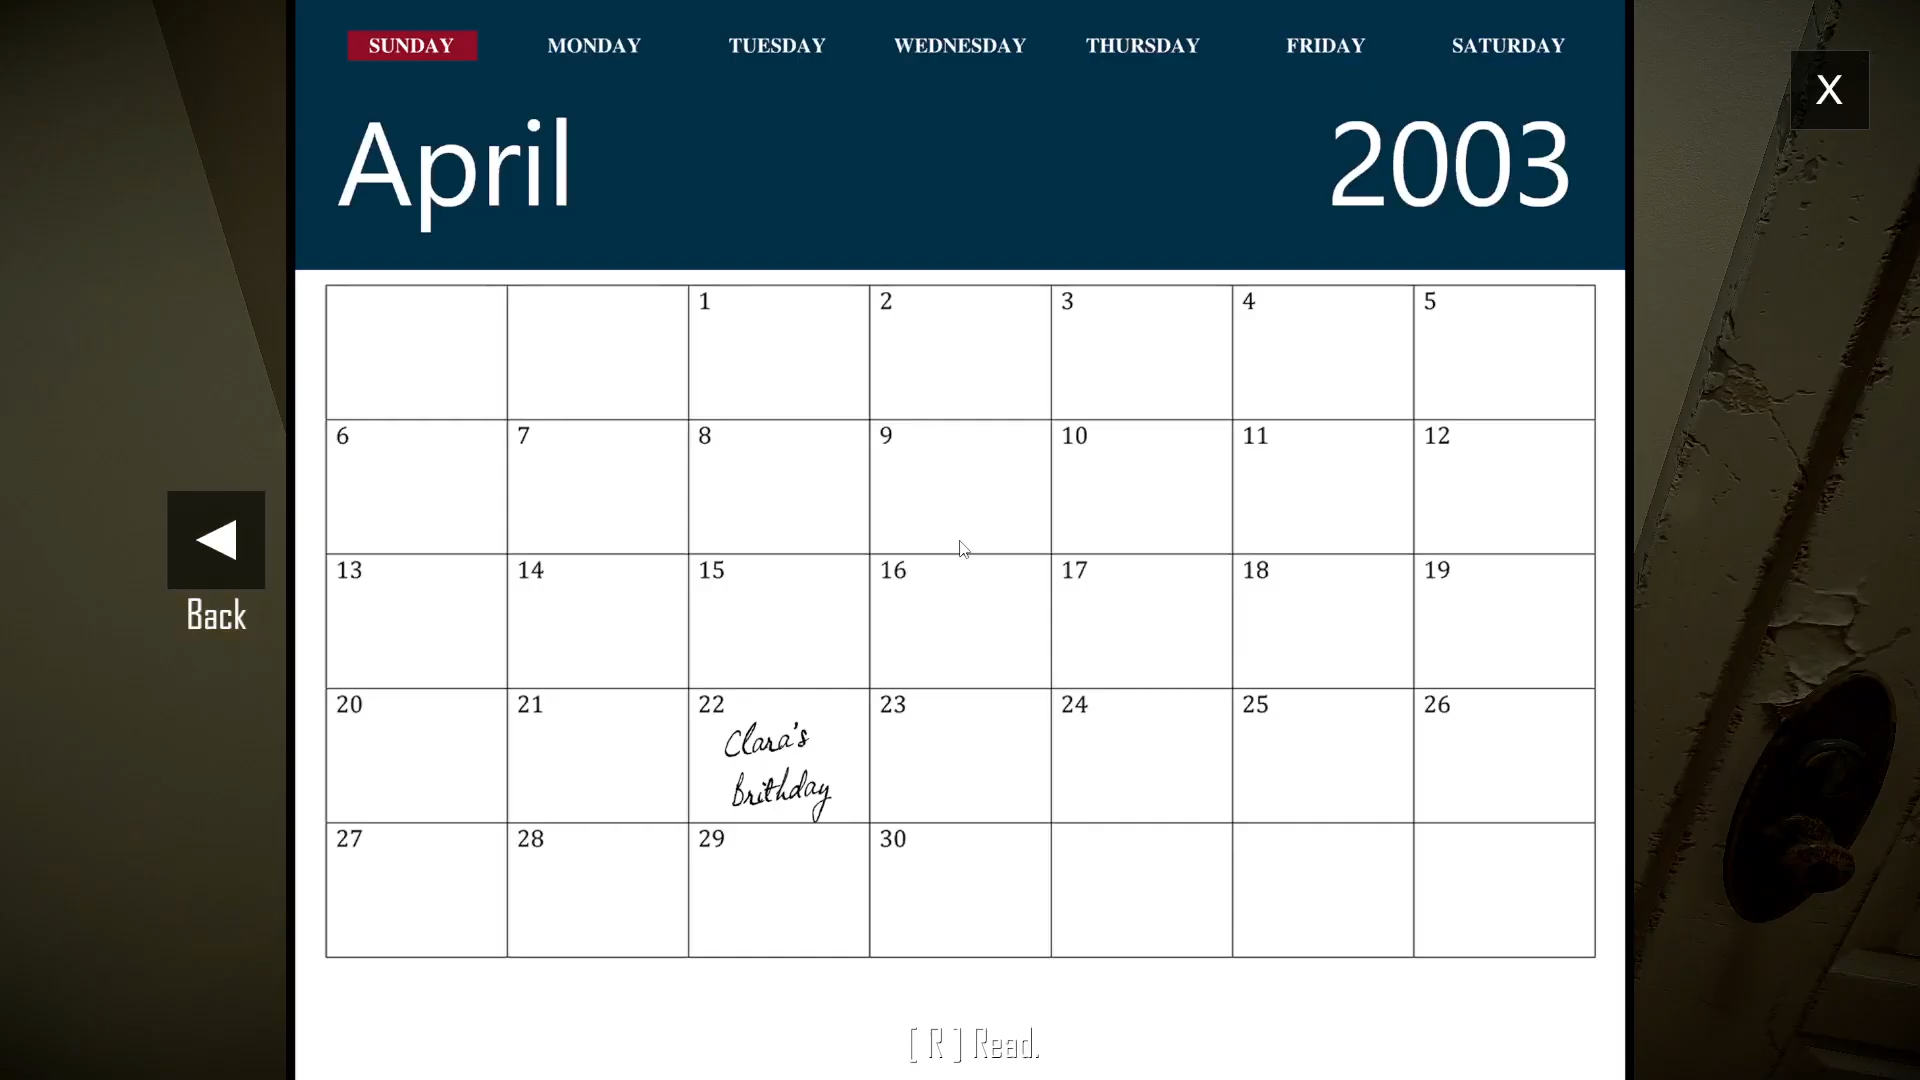 SUNDAY MONDAY TUESDAY WEDNESDAY THURSDAY FRIDAY SATURDAY
X
April 2003
1 2 3 4 5
6 7 8 9 10 11 12
13 14 15 16 17 18 19
Back
20 21 22 23 24 25 26
Clara's
Brithday
27 28 29 30
[ R ] Read.